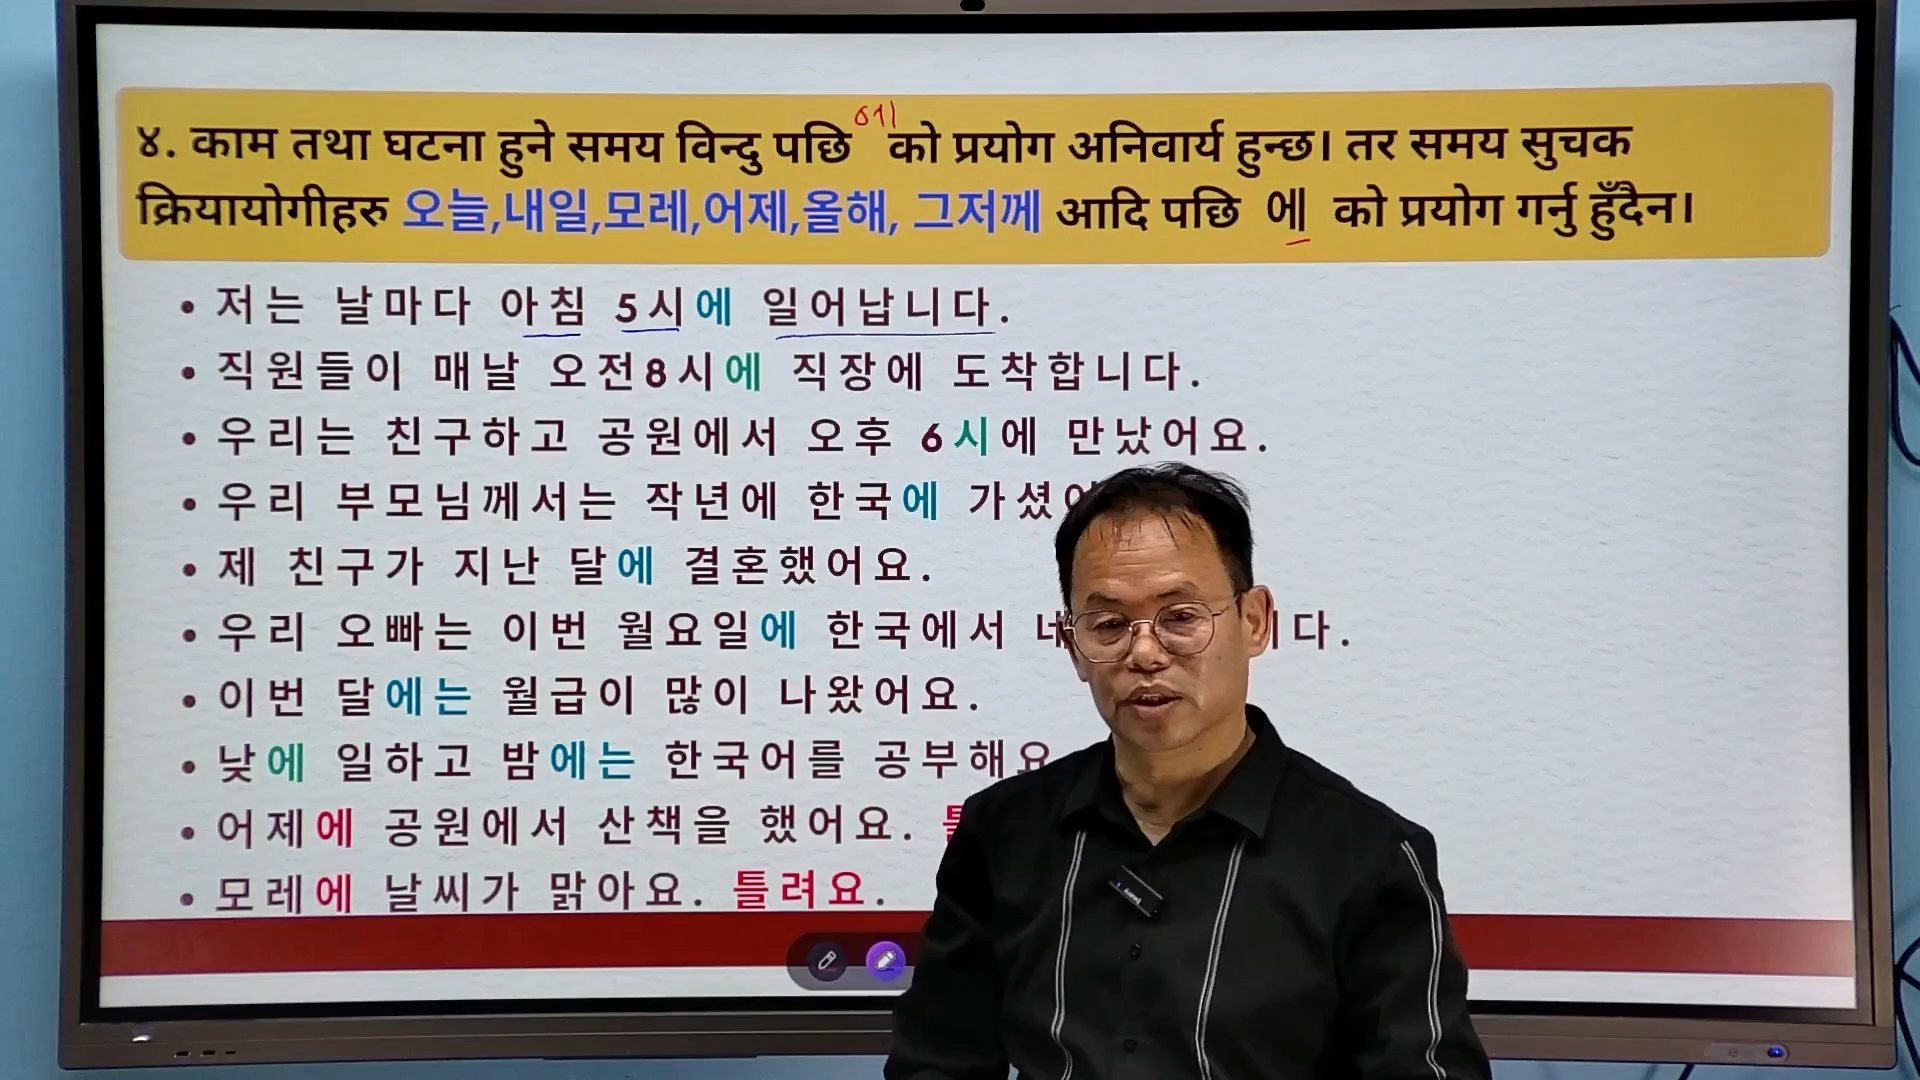 ४. काम तथा घटना हुने समय विन्दु पछि 에 को प्रयोग अनिवार्य हुन्छ। तर समय सुचक
क्रियायोगीहरु 오늘,내일,모레,어제,올해, 그저께 आदि पछि 에 को प्रयोग गर्नु हुँदैन।
• 저는 날마다 아침 5시에 일어납니다.
• 직원들이 매날 오전8시에 직장에 도착합니다.
• 우리는 친구하고 공원에서 오후 6시에 만났어요.
• 우리 부모님께서는 작년에 한국에
• 제 친구가 지난 달에 결혼했어요.
• 우리 오빠는 이번 월요일에 한국에서
• 이번 달에는 월급이 많이 나왔어요.
• 낮에 일하고 밤에는 한국어를 공부해요
• 어제에 공원에서 산책을 했어요.
• 모레에 날씨가 맑아요. 틀려요.